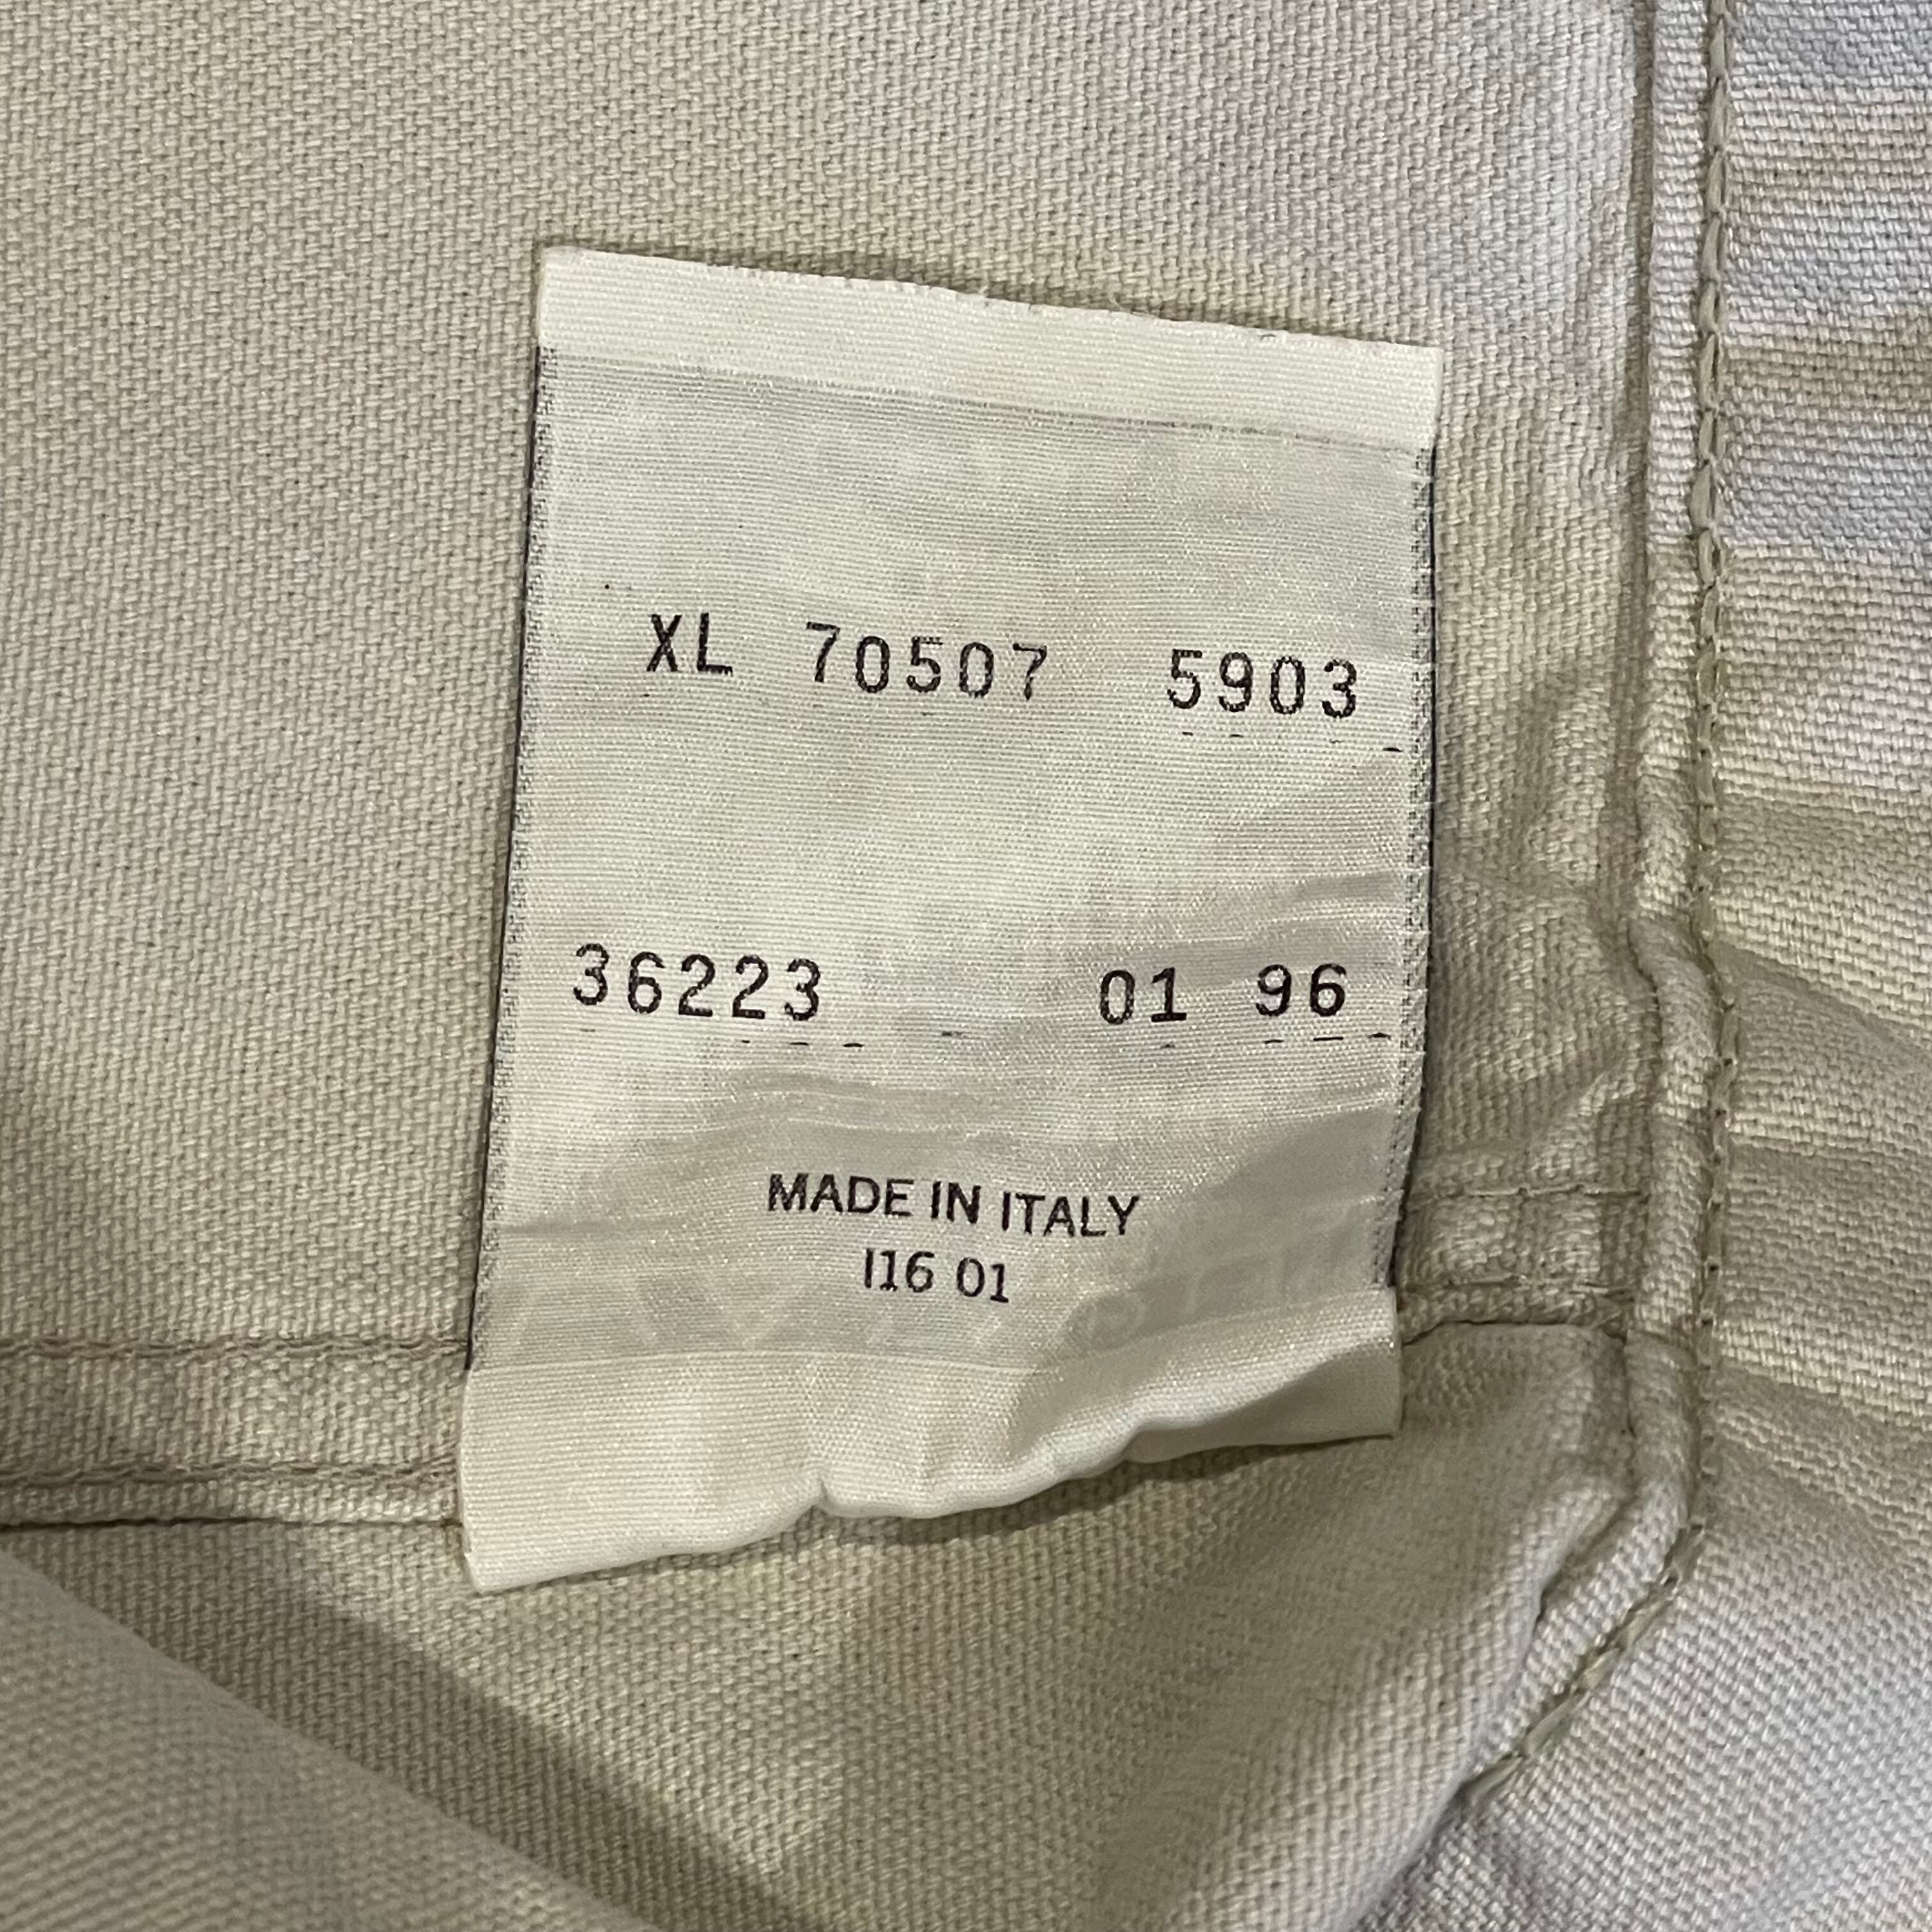 XL 70507 5903
36223 01 96
MADE IN ITALY
I16 01